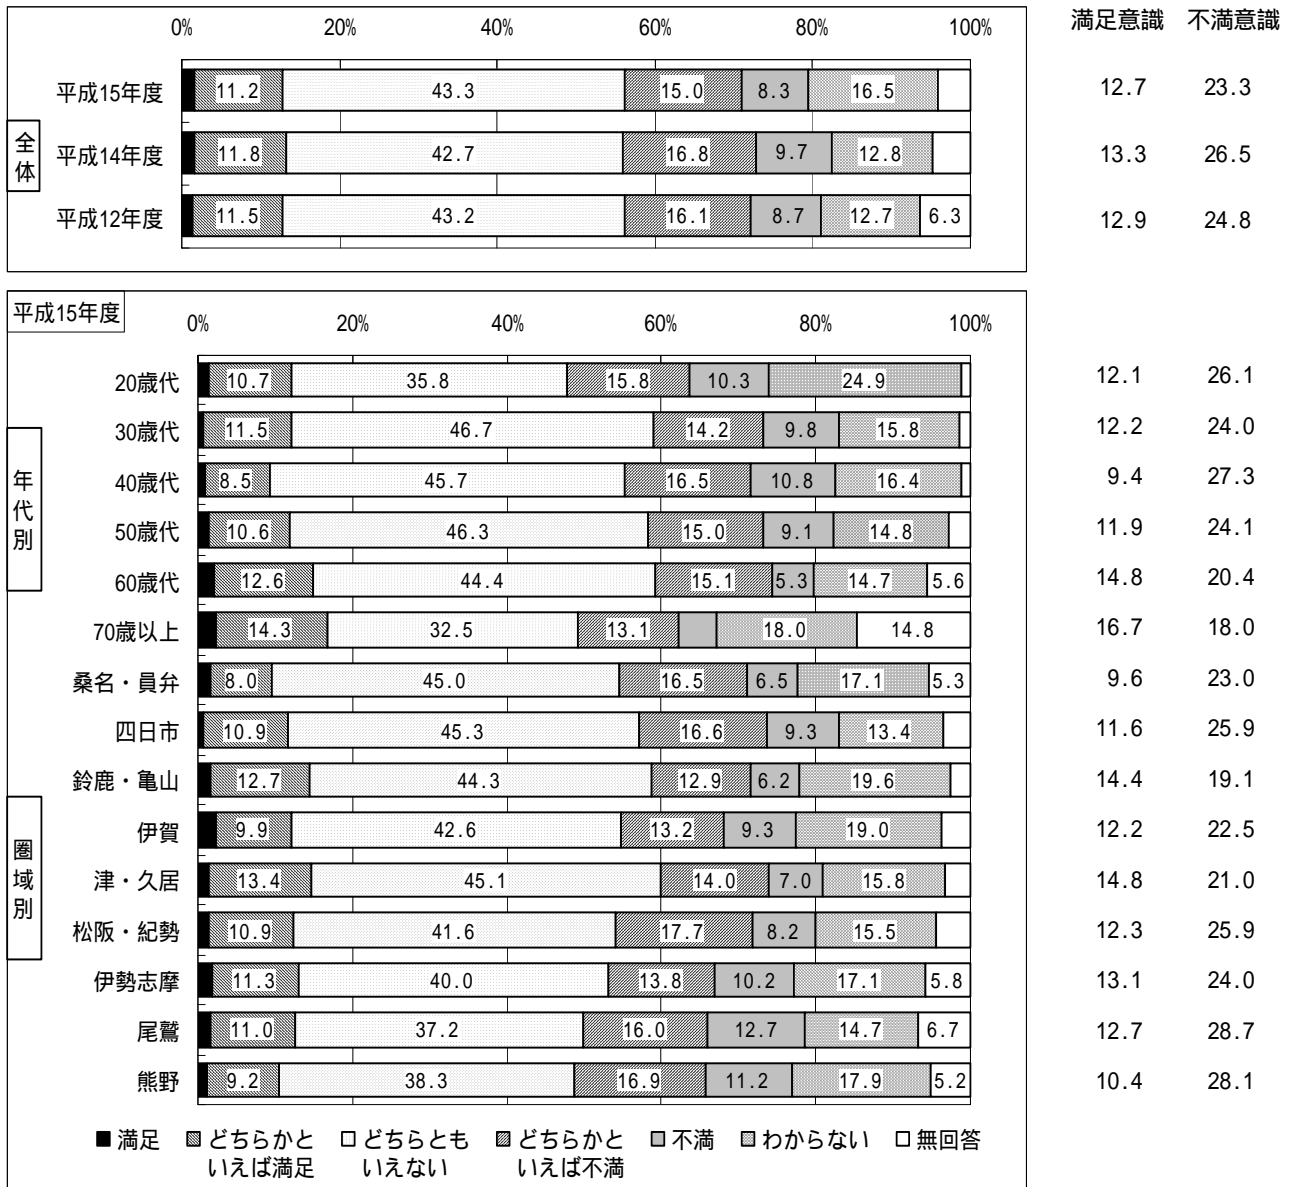 満足意識 不満意識
0% 20% 40% 60% 80% 100%
全体
平成15年度 11.2 43.3 15.0 8.3 16.5 12.7 23.3
平成14年度 11.8 42.7 16.8 9.7 12.8 13.3 26.5
平成12年度 11.5 43.2 16.1 8.7 12.7 6.3 12.9 24.8
平成15年度
0% 20% 40% 60% 80% 100%
年代別
20歳代 10.7 35.8 15.8 10.3 24.9 12.1 26.1
30歳代 11.5 46.7 14.2 9.8 15.8 12.2 24.0
40歳代 8.5 45.7 16.5 10.8 16.4 9.4 27.3
50歳代 10.6 46.3 15.0 9.1 14.8 11.9 24.1
60歳代 12.6 44.4 15.1 5.3 14.7 5.6 14.8 20.4
70歳以上 14.3 32.5 13.1 18.0 14.8 16.7 18.0
圏域別
桑名・員弁 8.0 45.0 16.5 6.5 17.1 5.3 9.6 23.0
四日市 10.9 45.3 16.6 9.3 13.4 11.6 25.9
鈴鹿・亀山 12.7 44.3 12.9 6.2 19.6 14.4 19.1
伊賀 9.9 42.6 13.2 9.3 19.0 12.2 22.5
津・久居 13.4 45.1 14.0 7.0 15.8 14.8 21.0
松阪・紀勢 10.9 41.6 17.7 8.2 15.5 12.3 25.9
伊勢志摩 11.3 40.0 13.8 10.2 17.1 5.8 13.1 24.0
尾鷲 11.0 37.2 16.0 12.7 14.7 6.7 12.7 28.7
熊野 9.2 38.3 16.9 11.2 17.9 5.2 10.4 28.1
満足 どちらかと どちらとも どちらかと 不満 わからない 無回答
いえば満足 いえない いえば不満